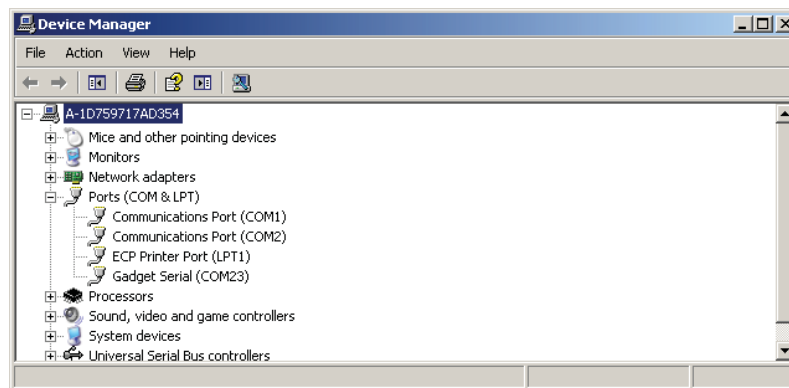 Device Manager
File Action View Help
A-1D759717AD354
Mice and other pointing devices
Monitors
Network adapters
Ports (COM & LPT)
Communications Port (COM1)
Communications Port (COM2)
ECP Printer Port (LPT1)
Gadget Serial (COM23)
Processors
Sound, video and game controllers
System devices
Universal Serial Bus controllers